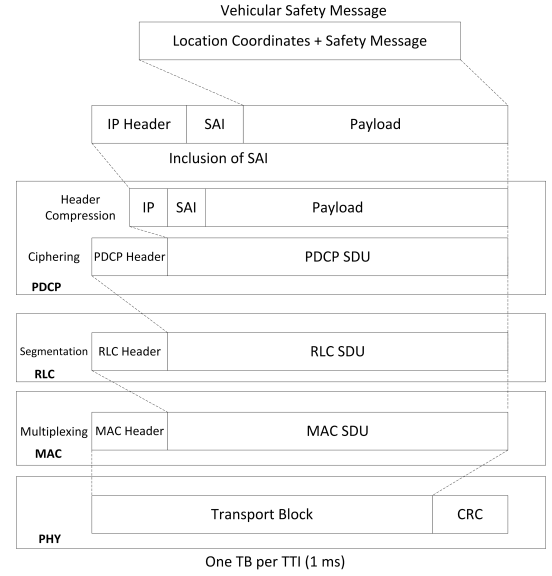 Vehicular Safety Message
Location Coordinates + Safety Message
IP Header SAI Payload
Inclusion of SAI
Header
Compression
IP SAI Payload
Ciphering PDCP Header PDCP SDU
PDCP
Segmentation RLC Header RLC SDU
RLC
Multiplexing MAC Header MAC SDU
MAC
Transport Block CRC
PHY
One TB per TTI (1 ms)